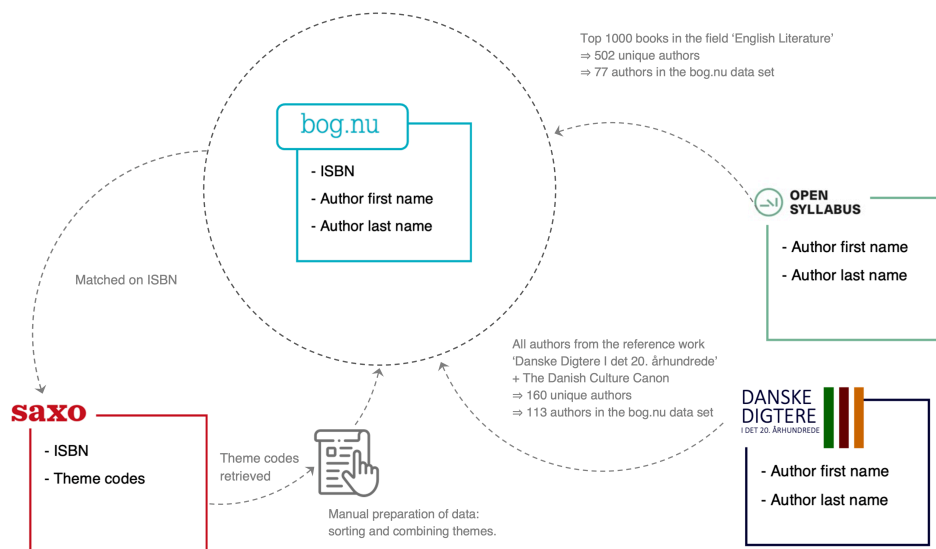 Top 1000 books in the field ‘English Literature’
⇒ 502 unique authors
⇒ 77 authors in the bog.nu data set
bog.nu
- ISBN
- Author first name
- Author last name
OPEN
SYLLABUS
- Author first name
- Author last name
Matched on ISBN
All authors from the reference work
‘Danske Digtere I det 20. århundrede’
+ The Danish Culture Canon
⇒ 160 unique authors
⇒ 113 authors in the bog.nu data set
DANSKE
DIGTERE
I DET 20. ÅRHUNDREDE
- Author first name
- Author last name
saxo
- ISBN
- Theme codes
Theme codes
retrieved
Manual preparation of data:
sorting and combining themes.